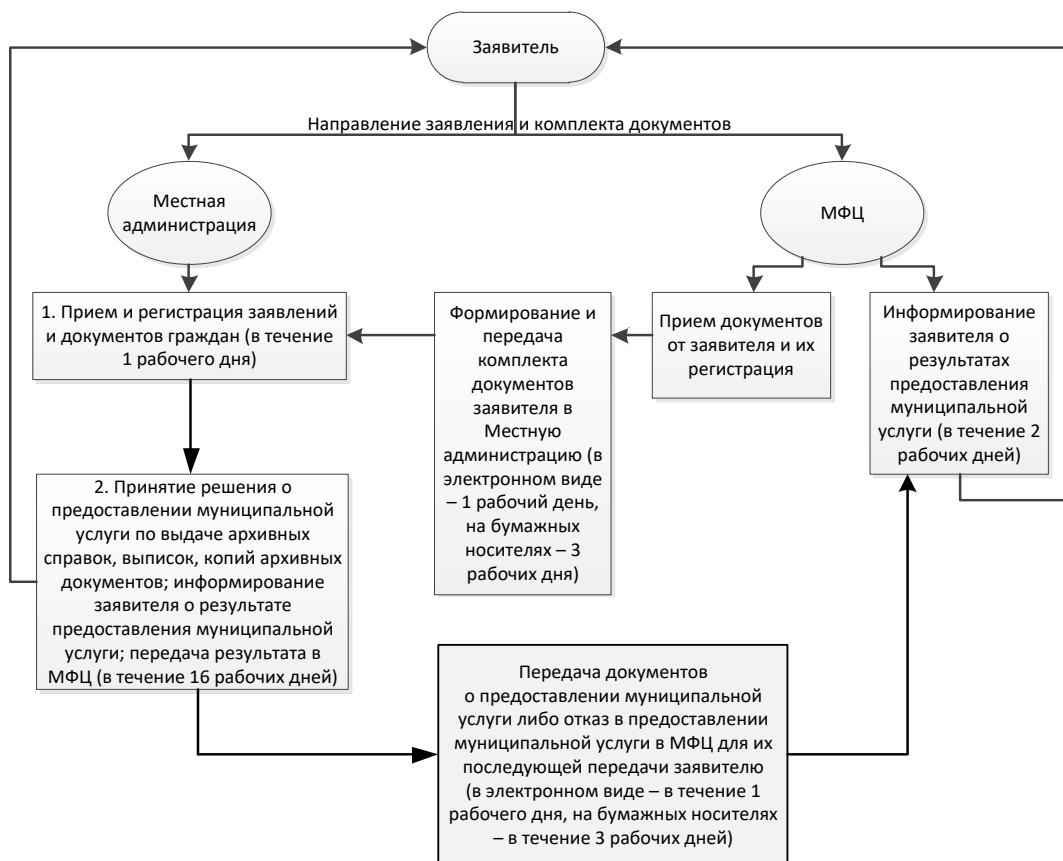 Заявитель
Направление заявления и комплекта документов
Местная
администрация
МФЦ
1. Прием и регистрация заявлений
и документов граждан (в течение
1 рабочего дня)
Формирование и
передача
комплекта
документов
заявителя в
Местную
администрацию (в
электронном виде
– 1 рабочий день,
на бумажных
носителях – 3
рабочих дня)
Прием документов
от заявителя и их
регистрация
Информирование
заявителя о
результатах
предоставления
муниципальной
услуги (в течение 2
рабочих дней)
2. Принятие решения о
предоставлении муниципальной
услуги по выдаче архивных
справок, выписок, копий архивных
документов; информирование
заявителя о результате
предоставления муниципальной
услуги; передача результата в
МФЦ (в течение 16 рабочих дней)
Передача документов
о предоставлении муниципальной
услуги либо отказ в предоставлении
муниципальной услуги в МФЦ для их
последующей передачи заявителю
(в электронном виде – в течение 1
рабочего дня, на бумажных носителях
– в течение 3 рабочих дней)